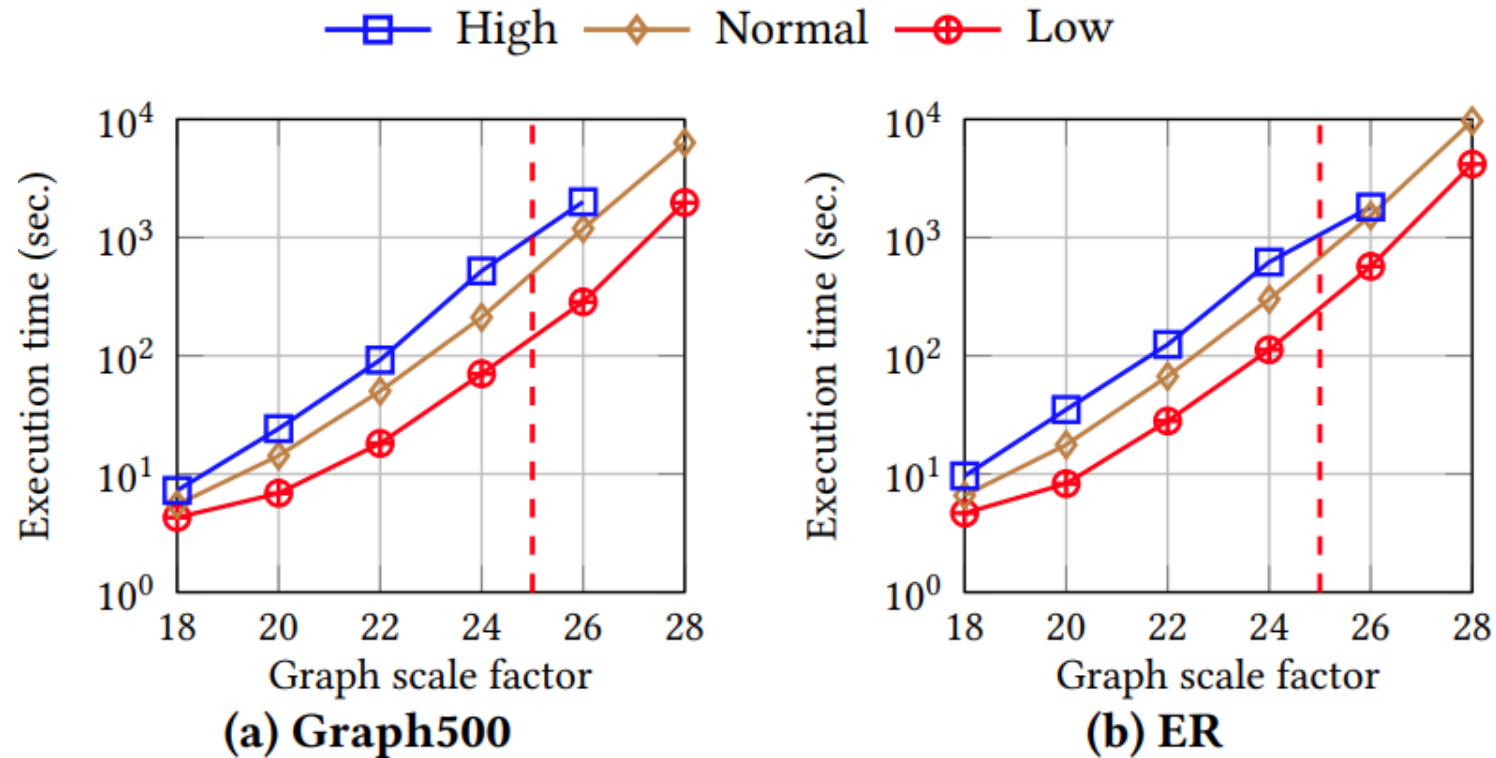 High Normal Low
10^4
10^3
10^2
10^1
10^0
Execution time (sec.)
18 20 22 24 26 28
Graph scale factor
(a) Graph500
10^4
10^3
10^2
10^1
10^0
Execution time (sec.)
18 20 22 24 26 28
Graph scale factor
(b) ER